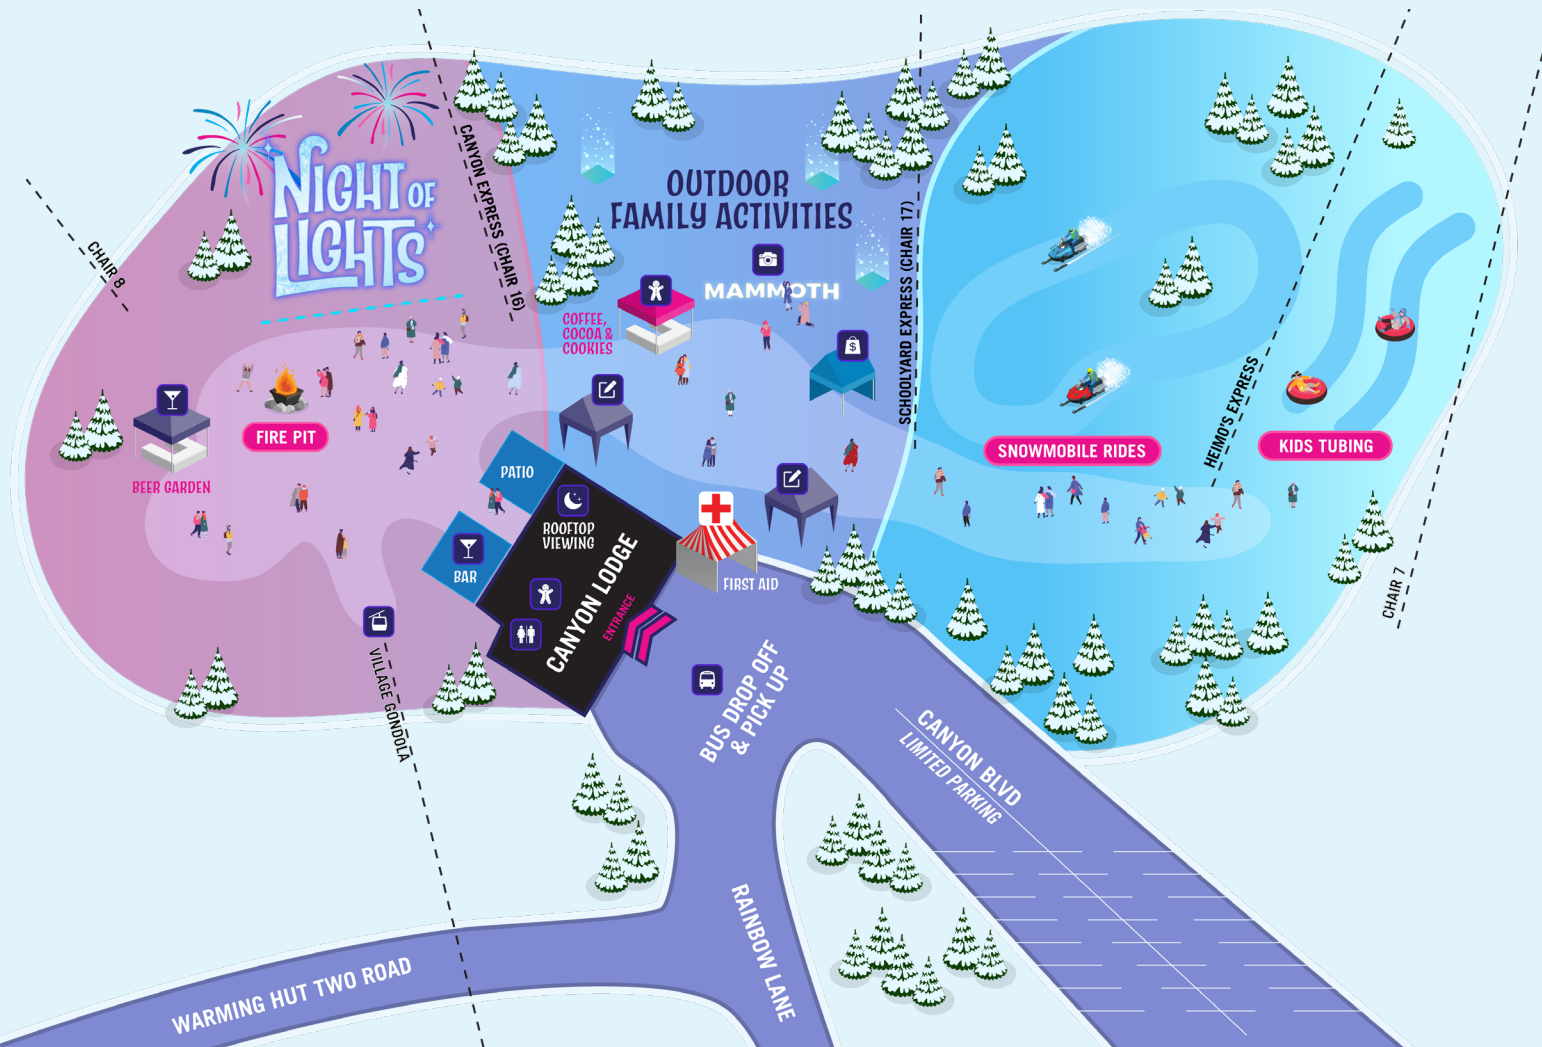 NIGHT OF
LIGHTS
CHAIR 8
CANYON EXPRESS (CHAIR 16)
OUTDOOR
FAMILY ACTIVITIES
MAMMOTH
COFFEE,
COCOA &
COOKIES
$
SCHOOLYARD EXPRESS (CHAIR 17)
HEIMO'S EXPRESS
CHAIR 7
FIRE PIT
BEER GARDEN
SNOWMOBILE RIDES
KIDS TUBING
PATIO
BAR
ROOFTOP
VIEWING
CANYON LODGE
ENTRANCE
FIRST AID
VILLAGE GONDOLA
BUS DROP OFF
& PICK UP
CANYON BLVD
LIMITED PARKING
RAINBOW LANE
WARMING HUT TWO ROAD